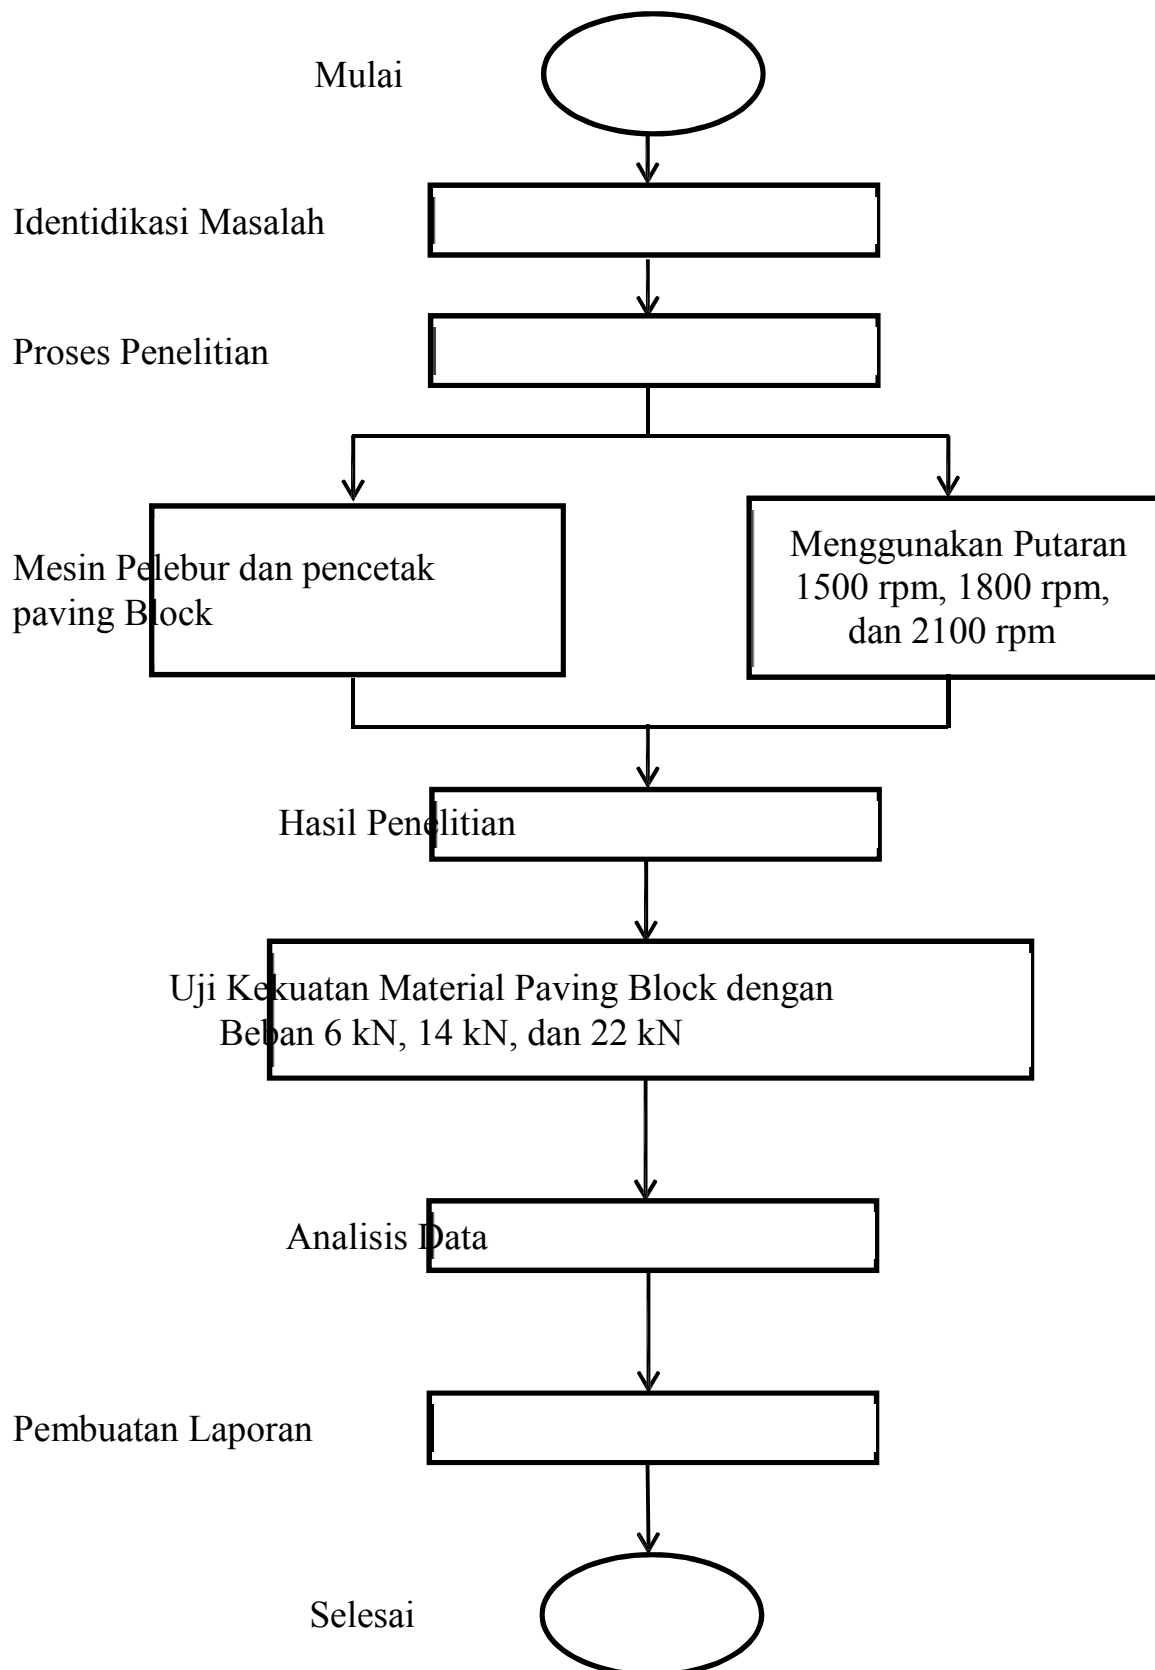 Mulai
Identidikasi Masalah
Proses Penelitian
Mesin Pelebur dan pencetak
paving Block
Menggunakan Putaran
1500 rpm, 1800 rpm,
dan 2100 rpm
Hasil Penelitian
Uji Kekuatan Material Paving Block dengan
Beban 6 kN, 14 kN, dan 22 kN
Analisis Data
Pembuatan Laporan
Selesai